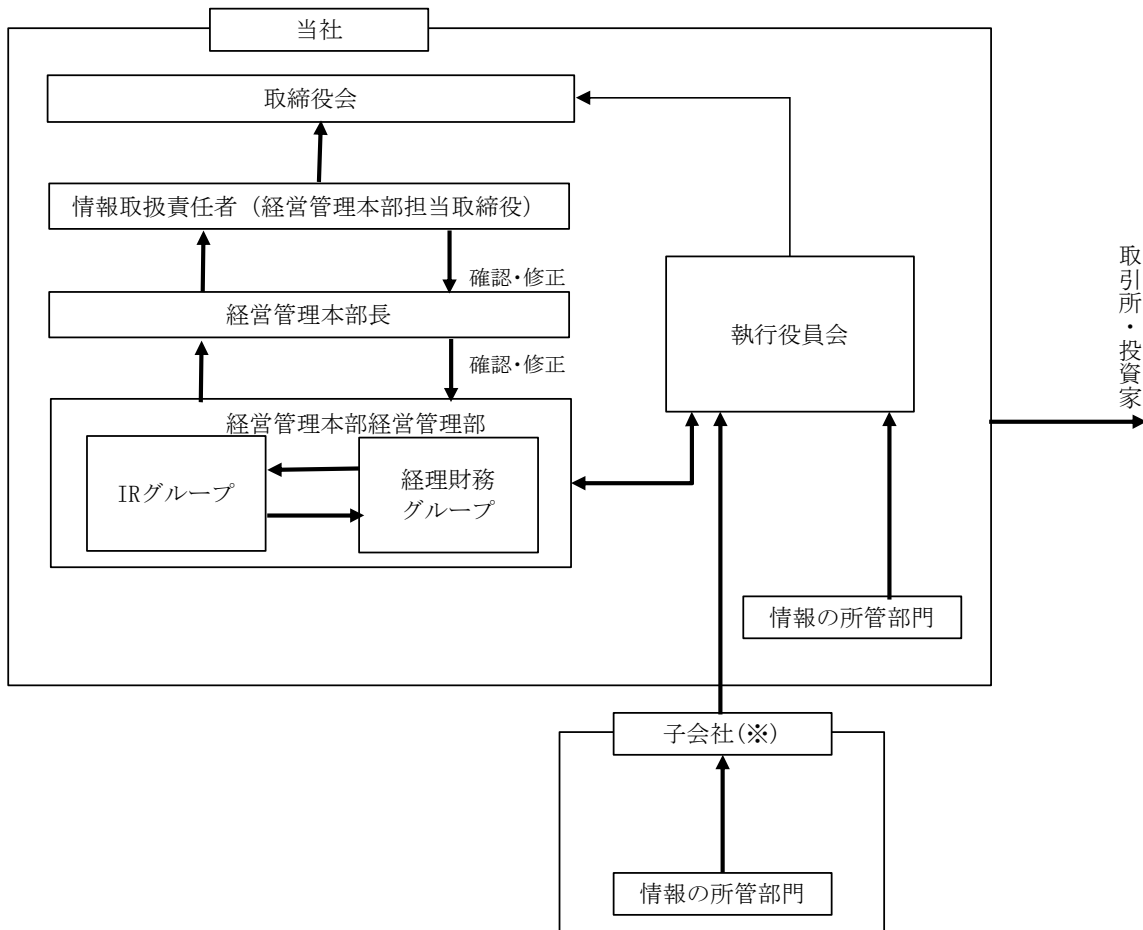 当社
取締役会
情報取扱責任者（経営管理本部担当取締役）
確認・修正
経営管理本部長
確認・修正
経営管理本部経営管理部
IRグループ
経理財務
グループ
執行役員会
情報の所管部門
取引所・投資家
子会社(※)
情報の所管部門